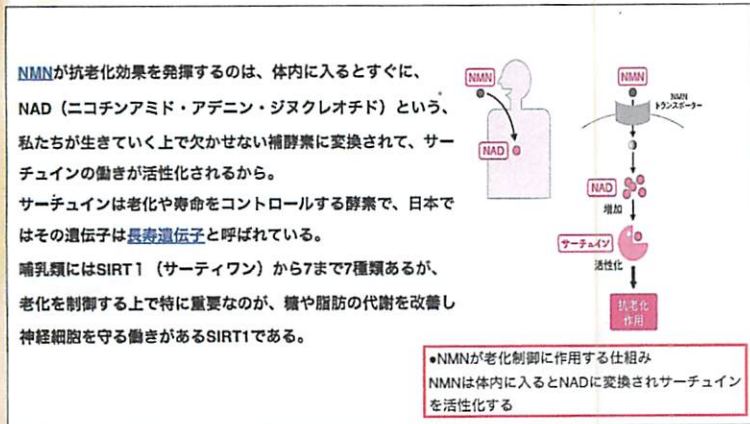 NMNが抗老化効果を発揮するのは、体内に入るとすぐに、
NAD（ニコチンアミド・アデニン・ジヌクレオチド）という、
私たちが生きていく上で欠かせない補酵素に変換されて、サー
チュインの働きが活性化されるから。
サーチュインは老化や寿命をコントロールする酵素で、日本で
はその遺伝子は長寿遺伝子と呼ばれている。
哺乳類にはSIRT１（サーティワン）から7まで7種類あるが、
老化を制御する上で特に重要なのが、糖や脂肪の代謝を改善し
神経細胞を守る働きがあるSIRT1である。
NMN
NAD
NMN
NMN
トランスポーター
NAD
増加
サーチュイン
活性化
抗老化
作用
●NMNが老化制御に作用する仕組み
NMNは体内に入るとNADに変換されサーチュイン
を活性化する